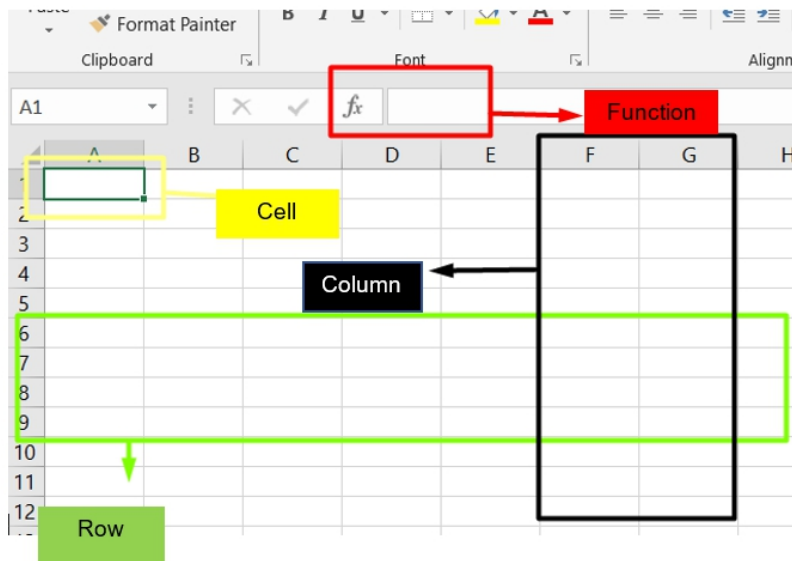 Format Painter
B I U A
Clipboard Font
A1 fx
Function
A B C D E F G H
1
2
Cell
3
4
Column
5
6
7
8
9
10
11
12
Row